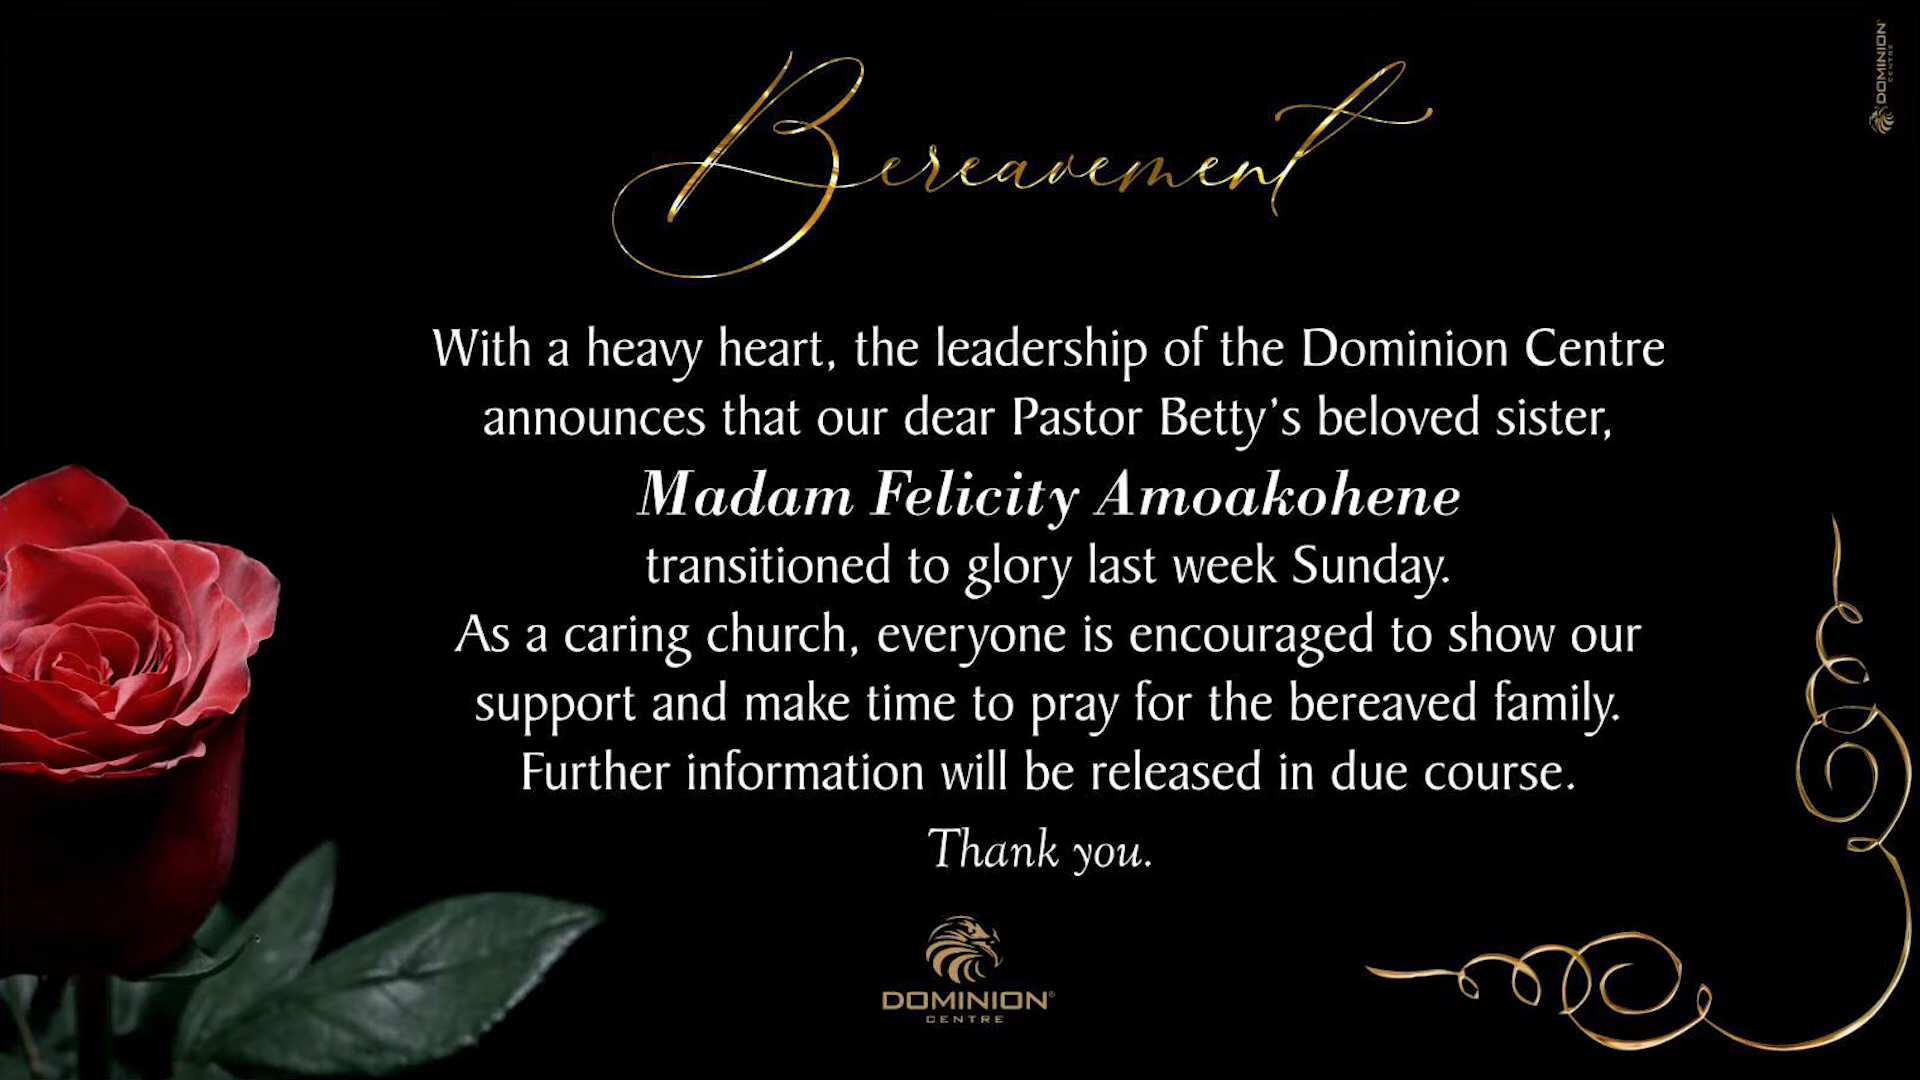 DOMINION
CENTRE
Bereavement
With a heavy heart, the leadership of the Dominion Centre
announces that our dear Pastor Betty’s beloved sister,
Madam Felicity Amoakohene
transitioned to glory last week Sunday.
As a caring church, everyone is encouraged to show our
support and make time to pray for the bereaved family.
Further information will be released in due course.
Thank you.
DOMINION®
CENTRE